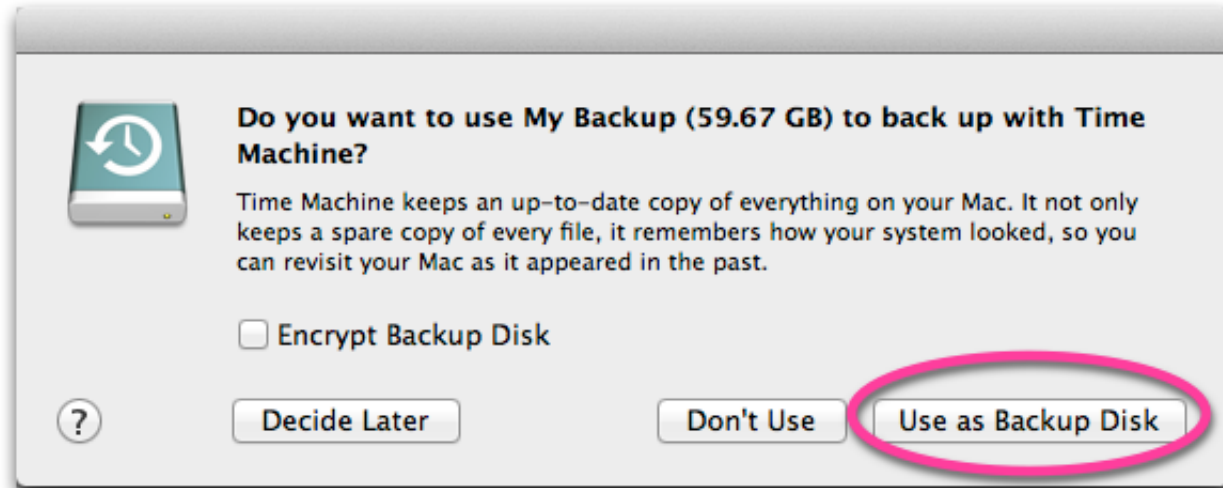 Do you want to use My Backup (59.67 GB) to back up with Time
Machine?
Time Machine keeps an up-to-date copy of everything on your Mac. It not only
keeps a spare copy of every file, it remembers how your system looked, so you
can revisit your Mac as it appeared in the past.
Encrypt Backup Disk
?
Decide Later
Don't Use
Use as Backup Disk